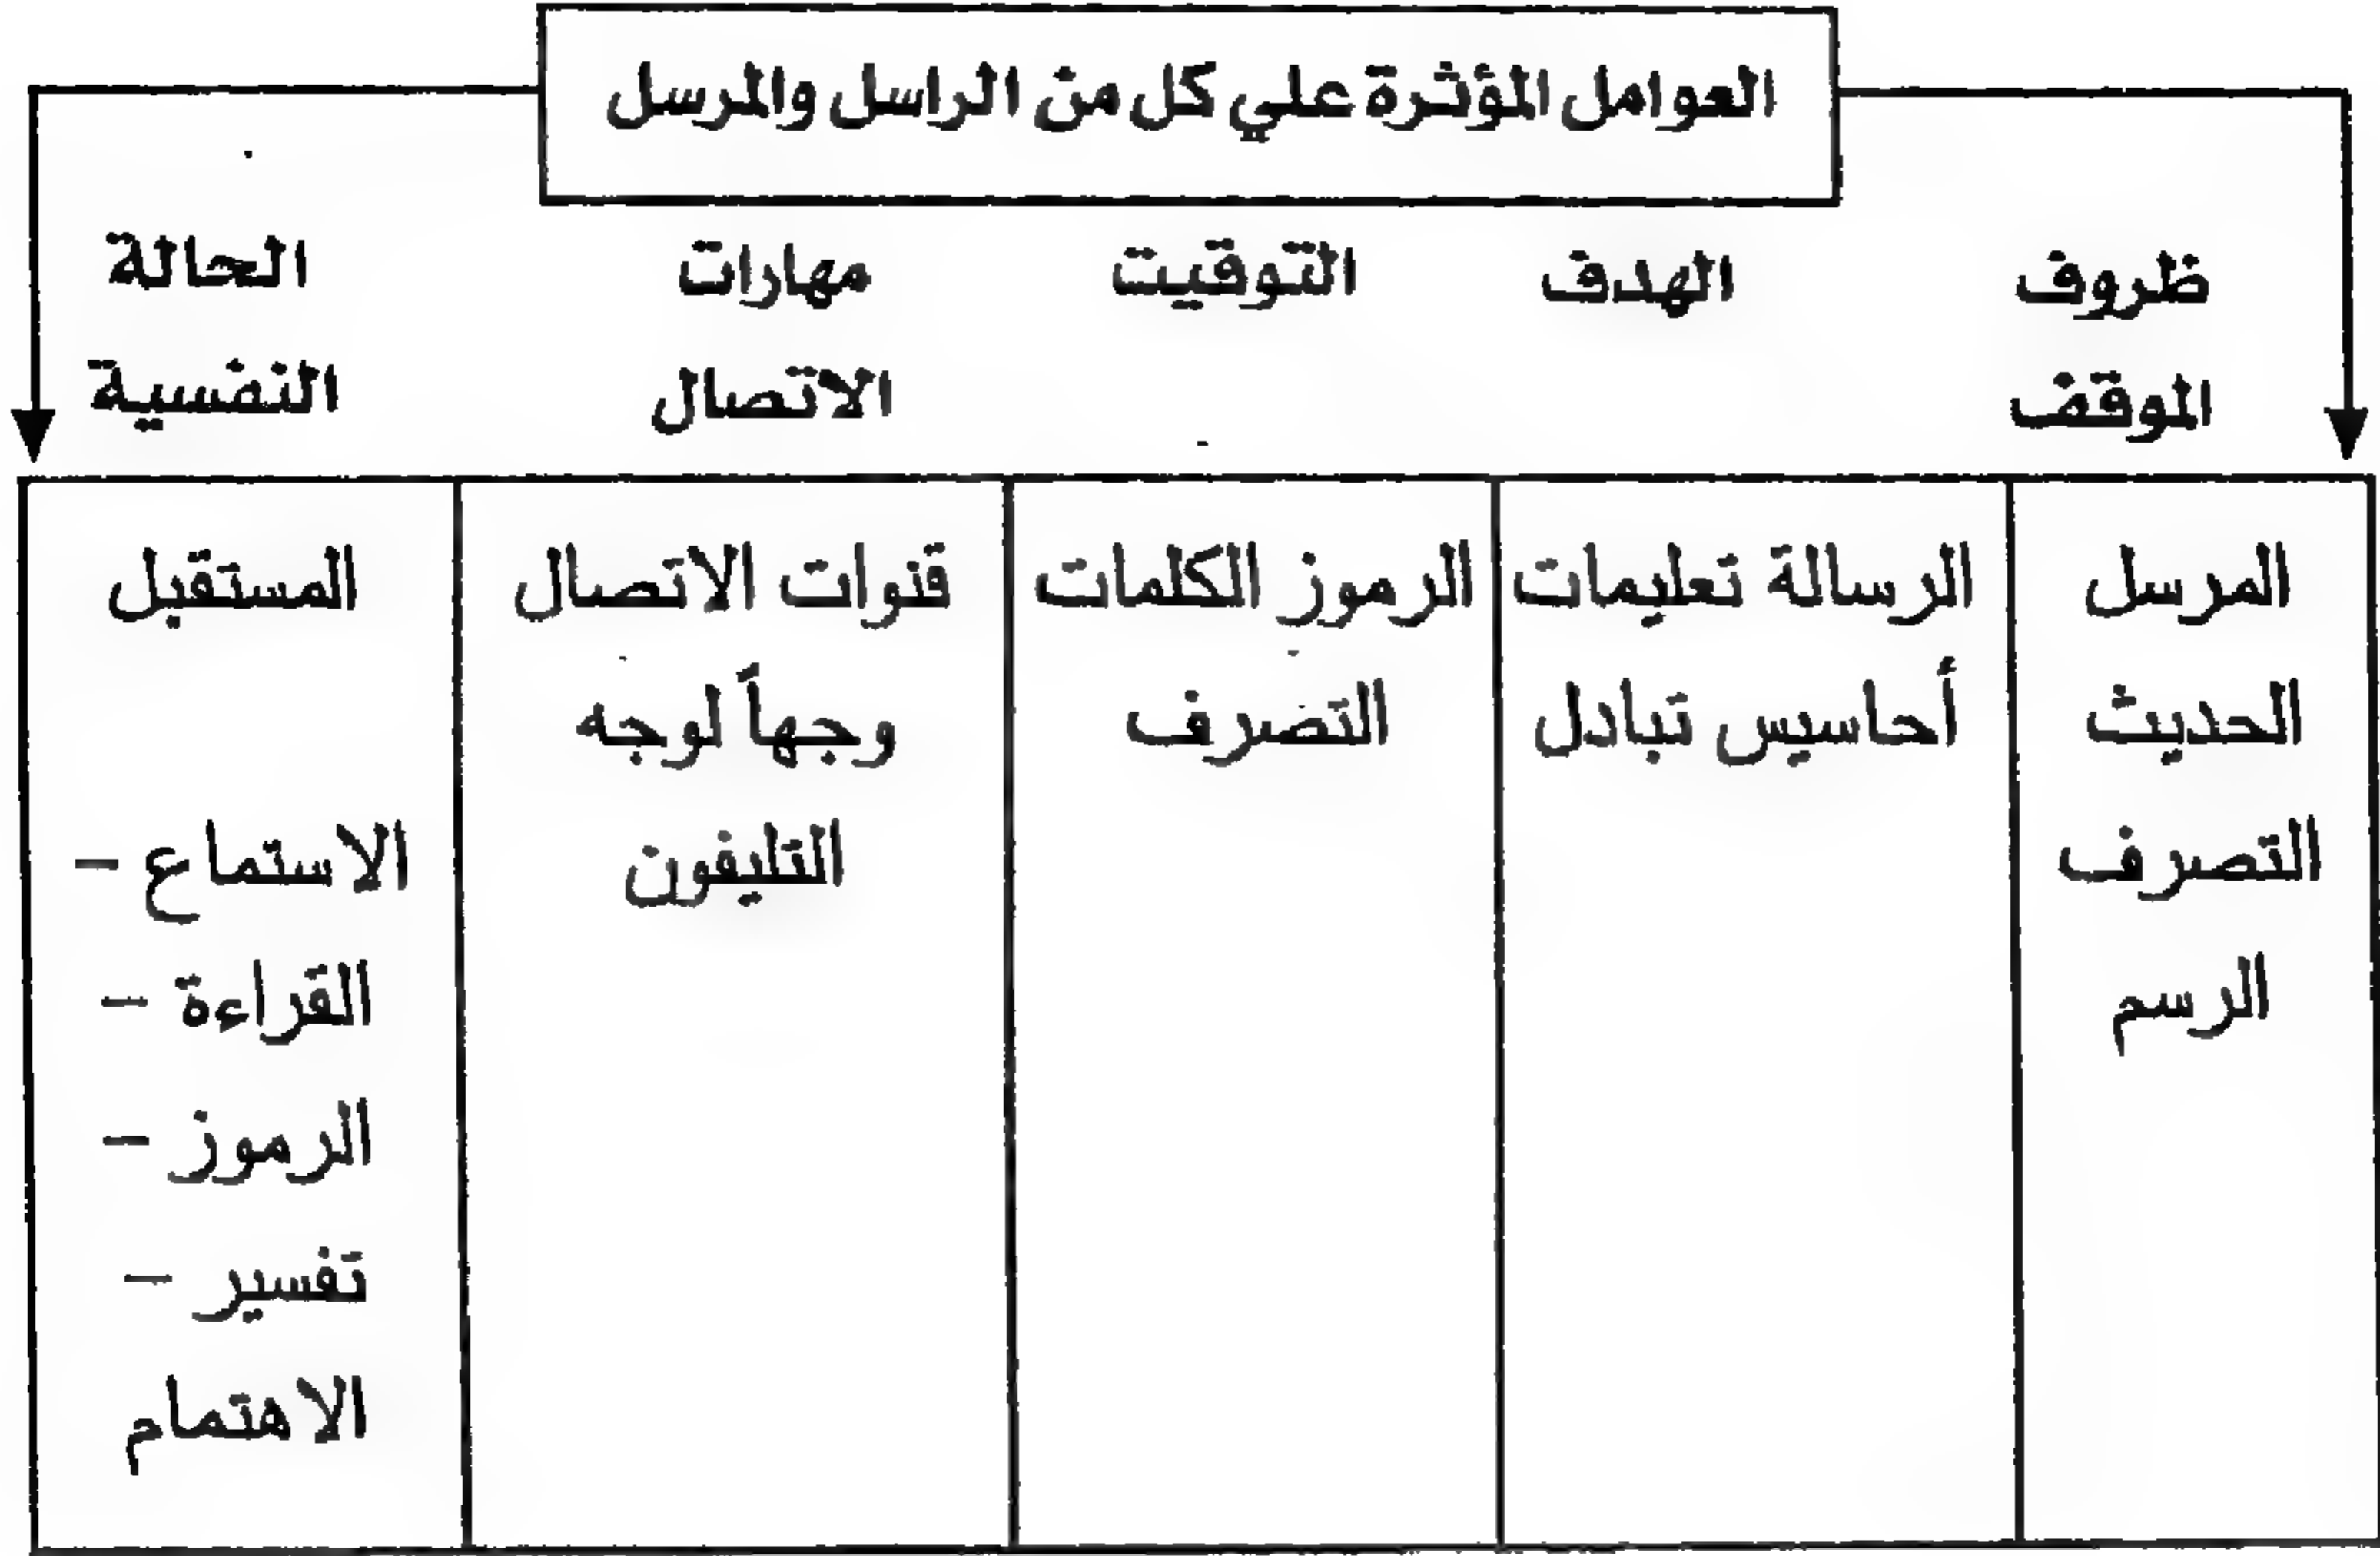 العوامل المؤثرة علي كل من الراسل والمرسل
ظروف
الموقف
الهدف
التوقيت
مهارات
الاتصال
الحالة
النفسية
المرسل
الحديث
التصرف
الرسم
الرسالة تعليمات
أحاسيس تبادل
الرموز الكلمات
التصرف
قنوات الاتصال
وجهاً لوجه
التليفون
المستقبل
الاستماع –
القراءة –
الرموز –
تفسير –
الاهتمام